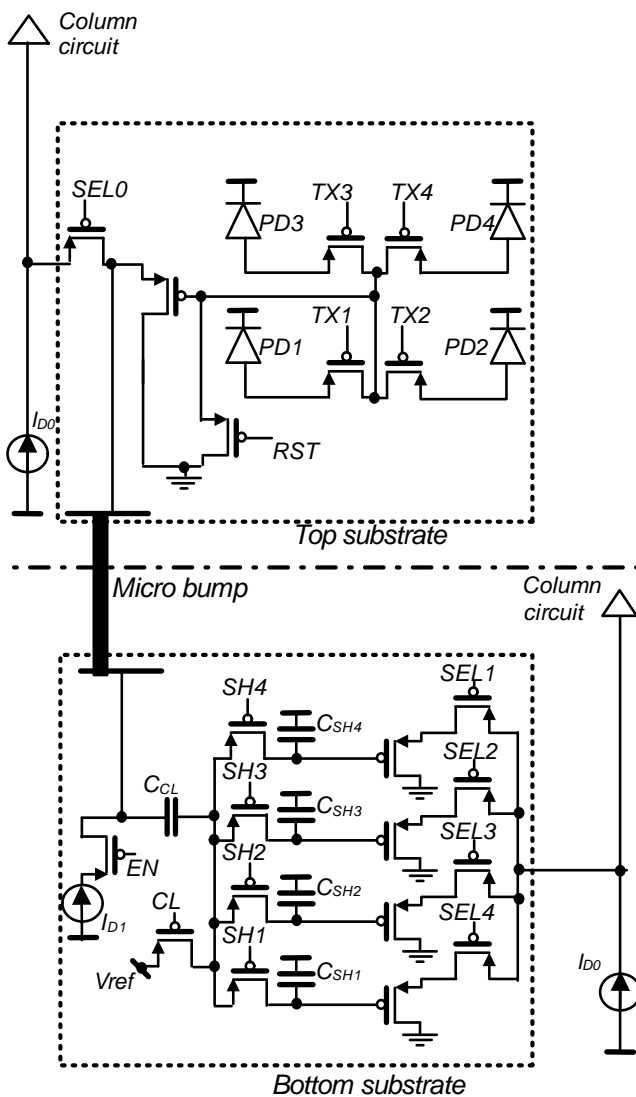 Column
circuit
SEL0
TX3
TX4
PD3
PD4
TX1
TX2
PD1
PD2
ID0
RST
Top substrate
Micro bump
Column
circuit
SEL1
SH4
CSH4
SEL2
SH3
CCL
CSH3
SEL3
SH2
EN
CSH2
SEL4
CL
ID1
SH1
Vref
CSH1
ID0
Bottom substrate